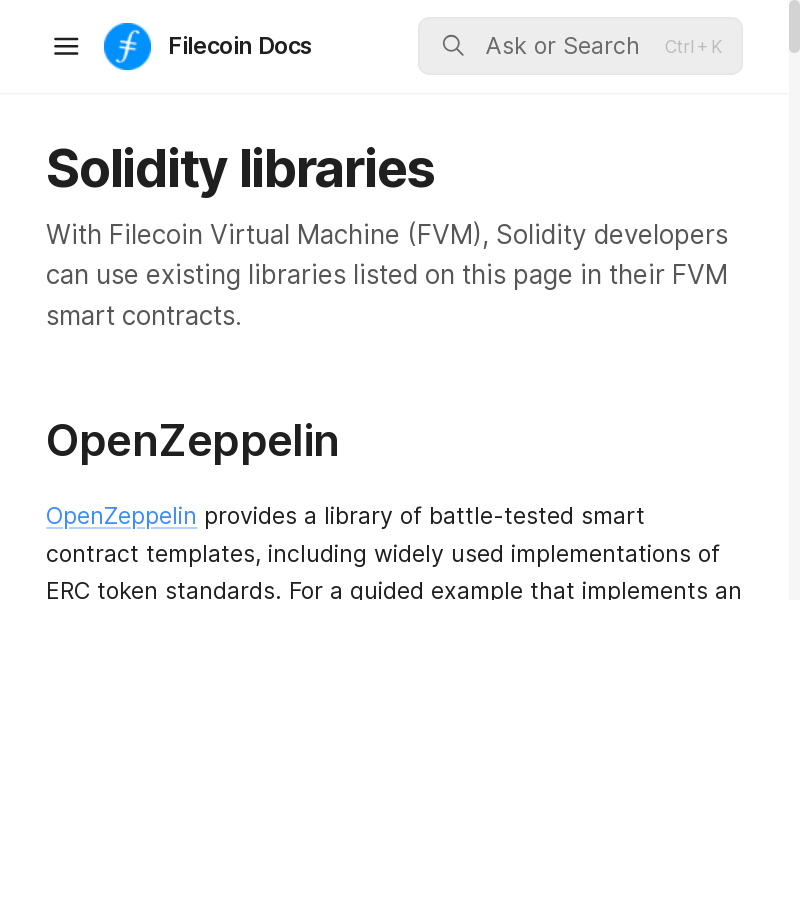 Filecoin Docs
Ask or Search
Ctrl + K
Solidity libraries
With Filecoin Virtual Machine (FVM), Solidity developers
can use existing libraries listed on this page in their FVM
smart contracts.
OpenZeppelin
OpenZeppelin provides a library of battle-tested smart
contract templates, including widely used implementations of
ERC token standards. For a guided example that implements an